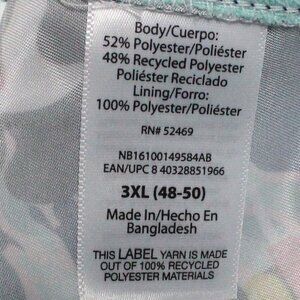 Body/Cuerpo:
52% Polyester/Poliéster
48% Recycled Polyester
Poliéster Reciclado
Lining/Forro:
100% Polyester/Poliéster
RN# 52469
NB16100149584AB
EAN/UPC 8 40328851966
3XL (48-50)
Made In/Hecho En
Bangladesh
THIS LABEL YARN IS MADE
OUT OF 100% RECYCLED
POLYESTER MATERIALS